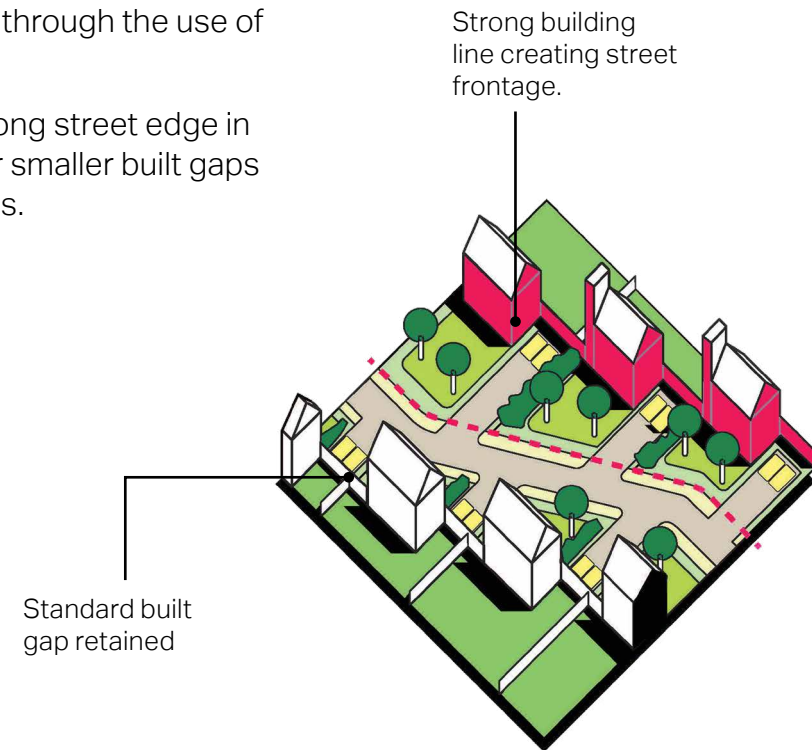 through the use of
ong street edge in
r smaller built gaps
s.
Strong building
line creating street
frontage.
Standard built
gap retained